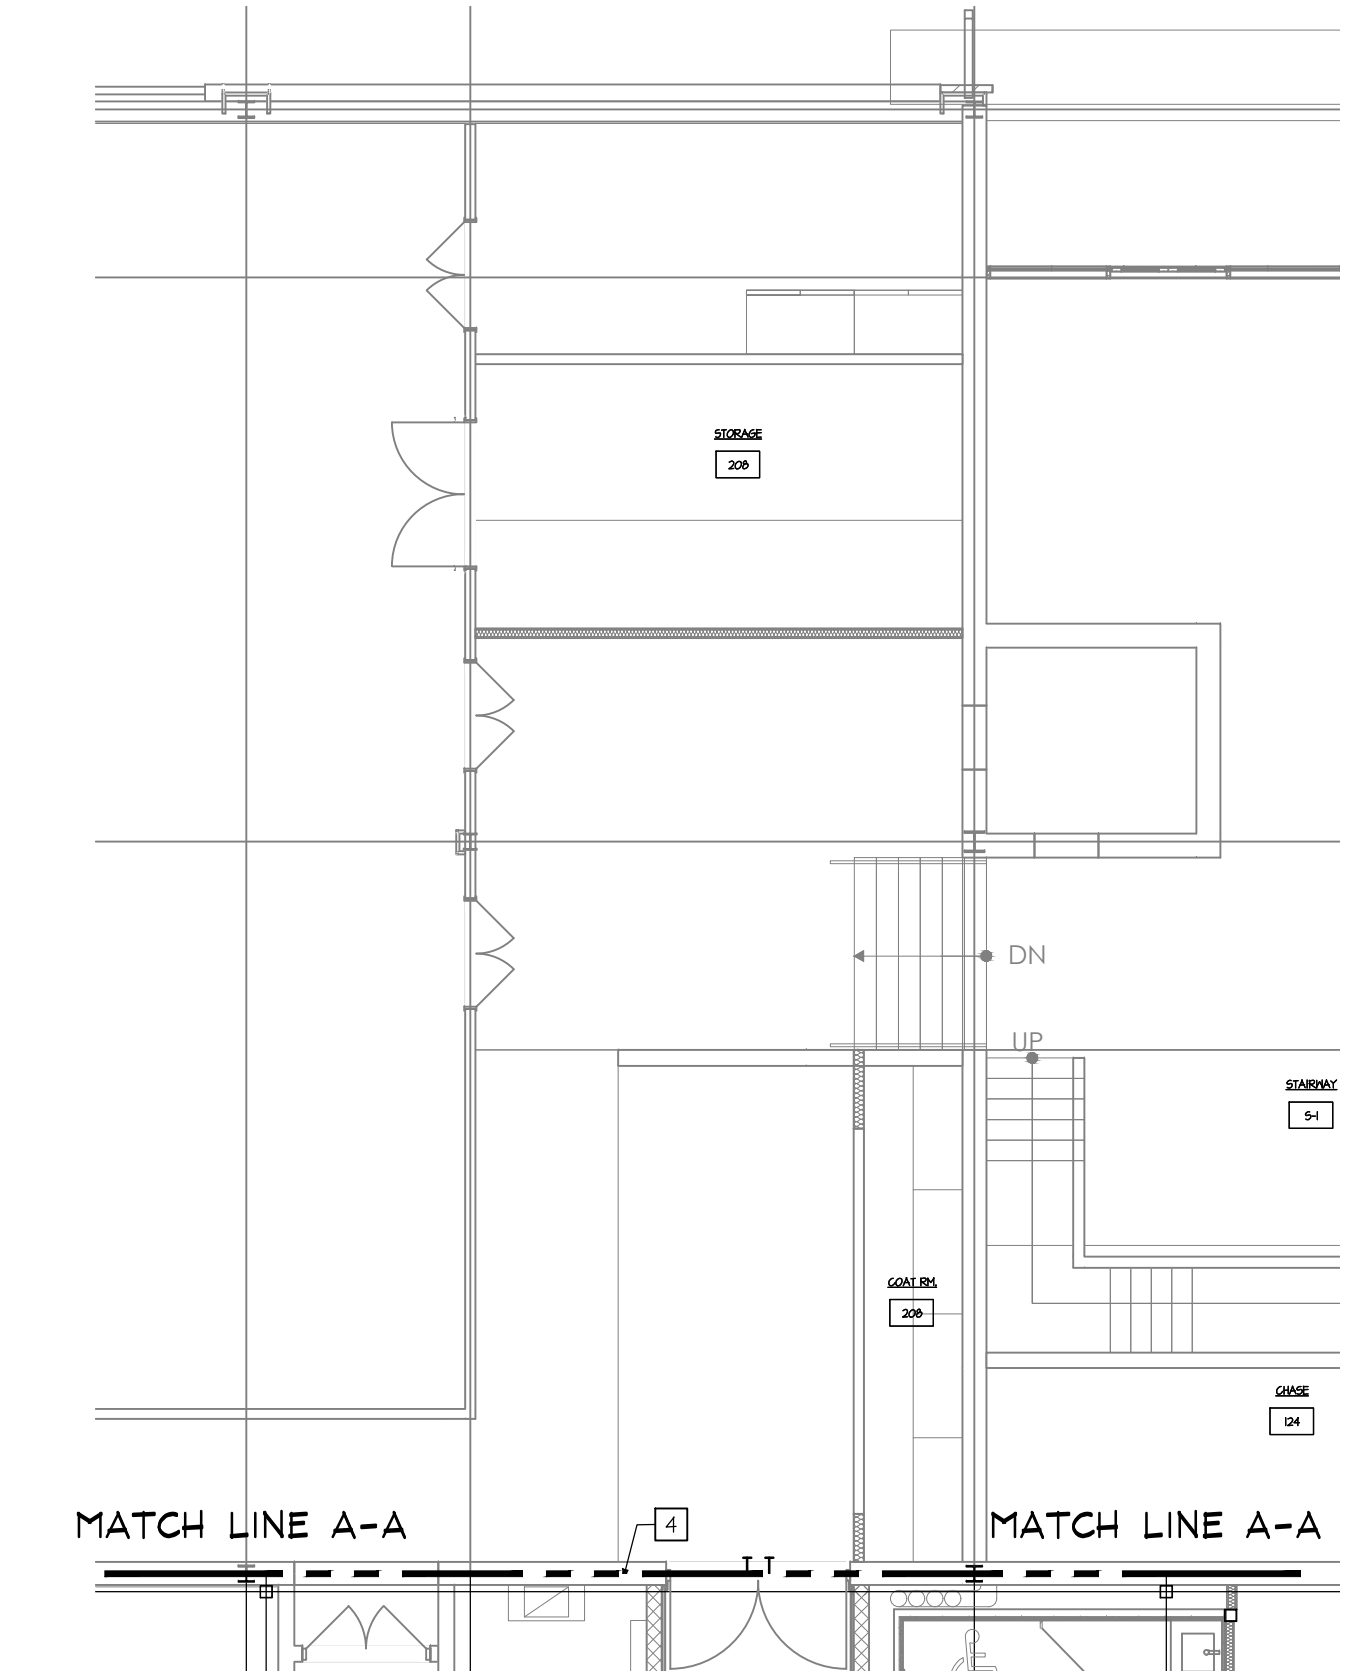 STORAGE
208
DN
UP
STAIRWAY
S-1
COAT RM.
208
CHASE
124
MATCH LINE A-A
4
MATCH LINE A-A